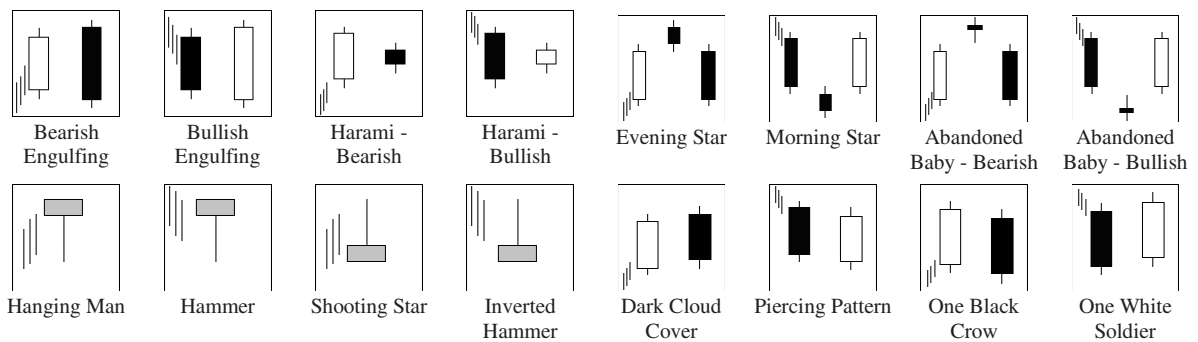 Bearish
Engulfing
Bullish
Engulfing
Harami -
Bearish
Harami -
Bullish
Evening Star
Morning Star
Abandoned
Baby - Bearish
Abandoned
Baby - Bullish
Hanging Man
Hammer
Shooting Star
Inverted
Hammer
Dark Cloud
Cover
Piercing Pattern
One Black
Crow
One White
Soldier